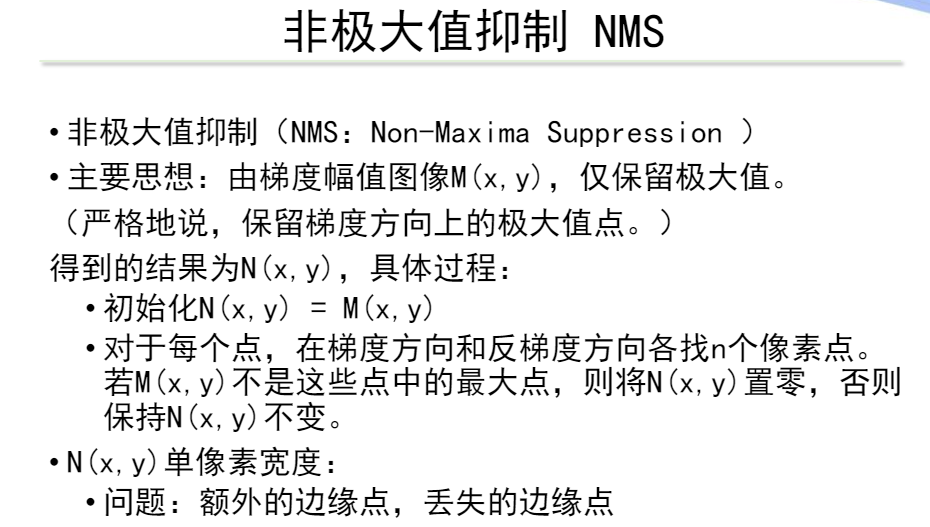 非极大值抑制 NMS
•非极大值抑制（NMS: Non-Maxima Suppression ）
•主要思想：由梯度幅值图像M(x,y)，仅保留极大值。
（严格地说，保留梯度方向上的极大值点。）
得到的结果为N(x,y)，具体过程：
•初始化N(x,y) = M(x,y)
•对于每个点，在梯度方向和反梯度方向各找n个像素点。
若M(x,y)不是这些点中的最大点，则将N(x,y)置零，否则
保持N(x,y)不变。
•N(x,y)单像素宽度：
•问题：额外的边缘点，丢失的边缘点